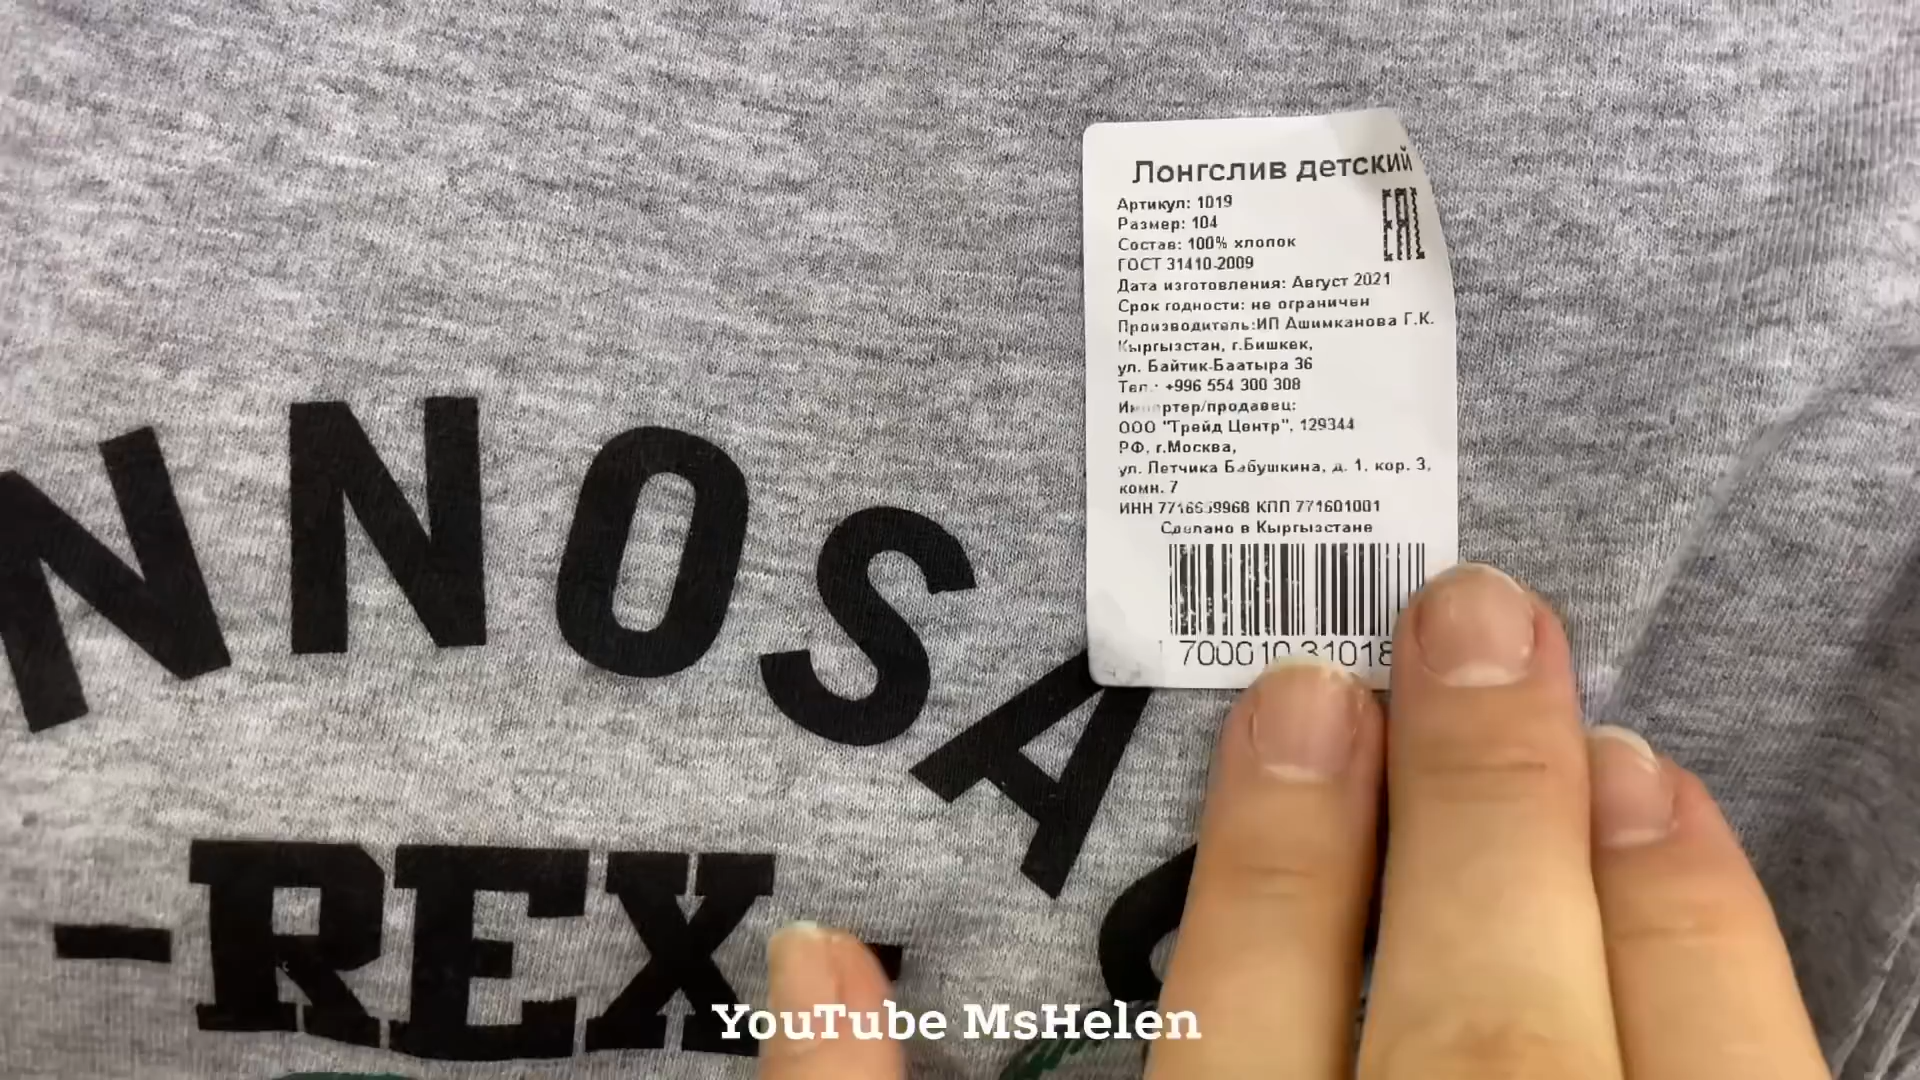 Лонгслив детский
Артикул: 1019
Размер: 104
Состав: 100% хлопок
ГОСТ 31410-2009
Дата изготовления: Август 2021
Срок годности: не ограничен
Производитель:ИП Ашимканова Г.К.
Кыргызстан, г.Бишкек,
ул. Байтик-Баатыра 36
+996 554 300 308
ООО "Трейд Центр", 129344
РФ, г.Москва,
ул. Летчика Бабушкина, д. 1, кор. 3,
комн. 7
ИНН КПП 771601001
Сделано в Кыргызстане
EAC
NNOSA
-REX-
YouTube MsHelen